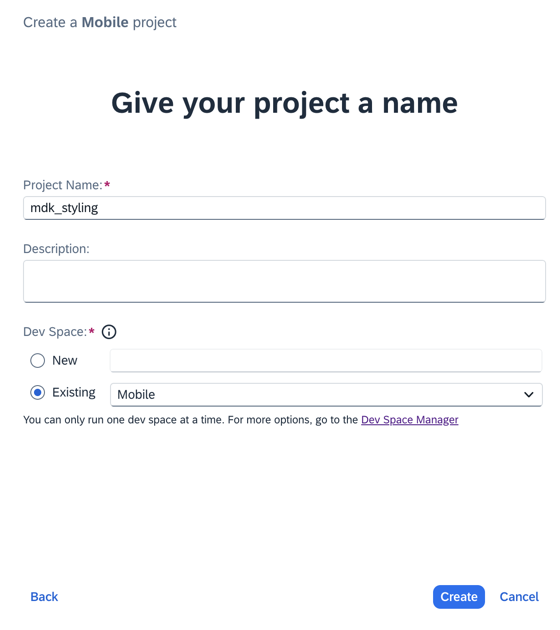 Create a Mobile project
Give your project a name
Project Name:*
mdk_styling
Description:
Dev Space:*
New
Existing
Mobile
You can only run one dev space at a time. For more options, go to the Dev Space Manager
Back
Create
Cancel